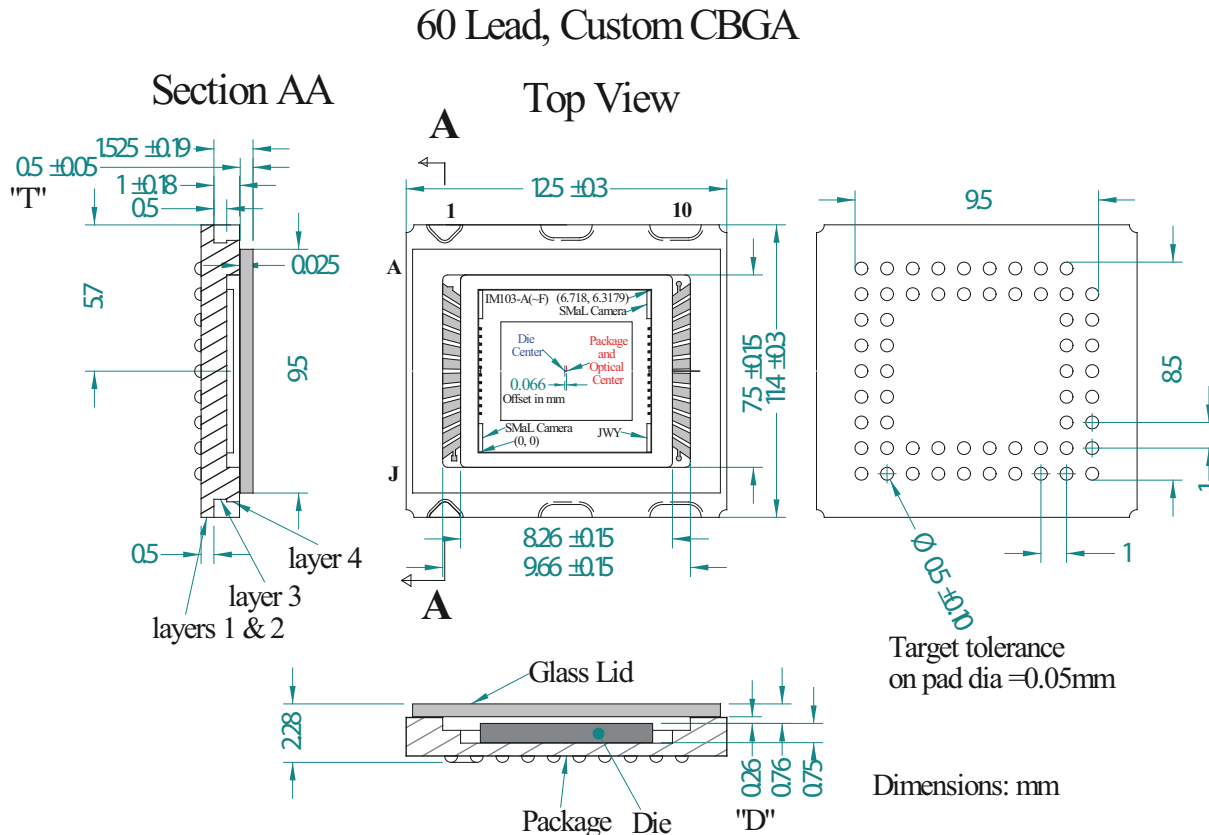 60 Lead, Custom CBGA
Section AA
Top View
1.525 ±0.19
0.5 ±0.05
"T"
1 ±0.18
0.5
A
12.5 ±0.3
1
10
9.5
5.7
0.025
9.5
A
IM103-A(~F)
(6.718, 6.3179)
SMaL Camera
Die
Center
Package
and
Optical
Center
0.066
Offset in mm
SMaL Camera
(0, 0)
JWY
J
7.5 ±0.15
11.4 ±0.3
8.5
1
0.5
layer 4
layer 3
layers 1 & 2
8.26 ±0.15
9.66 ±0.15
A
Ø 0.5 ±0.10
1
Target tolerance
on pad dia =0.05mm
Glass Lid
2.28
0.26
0.76
0.75
"D"
Dimensions: mm
Package
Die